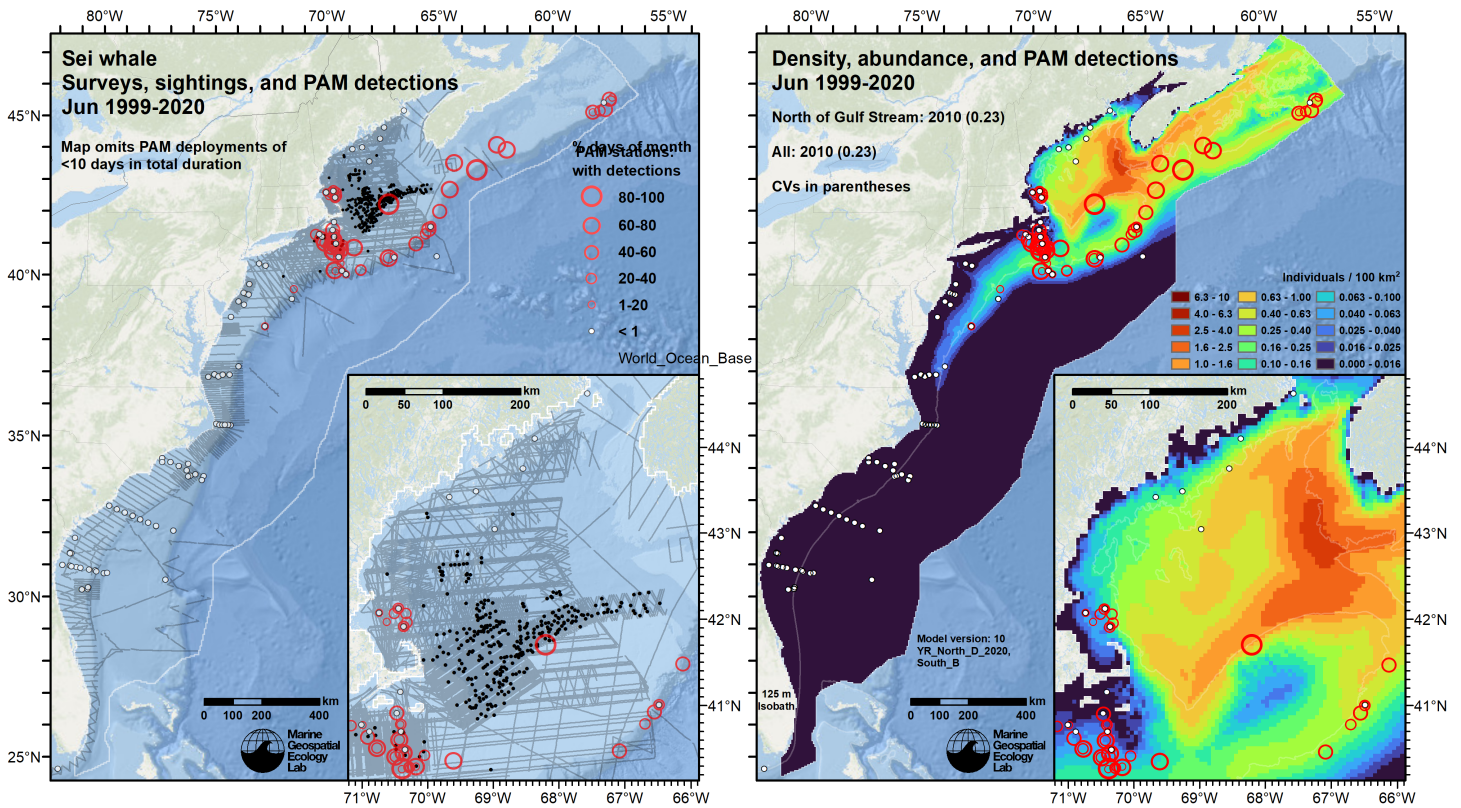 80°W 75°W 70°W 65°W 60°W 55°W
Sei whale
Surveys, sightings, and PAM detections
Jun 1999-2020
Map omits PAM deployments of
<10 days in total duration
% days of month
PAM stations:
with detections
80-100
60-80
40-60
20-40
1-20
< 1
World_Ocean_Base
45°N
40°N
35°N
30°N
25°N
km
0 50 100 200
km
0 100 200 400
Marine
Geospatial
Ecology
Lab
44°N
43°N
42°N
41°N
71°W 70°W 69°W 68°W 67°W 66°W
80°W 75°W 70°W 65°W 60°W 55°W
Density, abundance, and PAM detections
Jun 1999-2020
North of Gulf Stream: 2010 (0.23)
All: 2010 (0.23)
CVs in parentheses
Individuals / 100 km2
6.3 - 10 0.63 - 1.00 0.063 - 0.100
4.0 - 6.3 0.40 - 0.63 0.040 - 0.063
2.5 - 4.0 0.25 - 0.40 0.025 - 0.040
1.6 - 2.5 0.16 - 0.25 0.016 - 0.025
1.0 - 1.6 0.10 - 0.16 0.000 - 0.016
km
0 50 100 200
Model version: 10
YR_North_D_2020,
South_B
125 m
Isobath.
km
0 100 200 400
Marine
Geospatial
Ecology
Lab
44°N
43°N
42°N
41°N
71°W 70°W 69°W 68°W 67°W 66°W